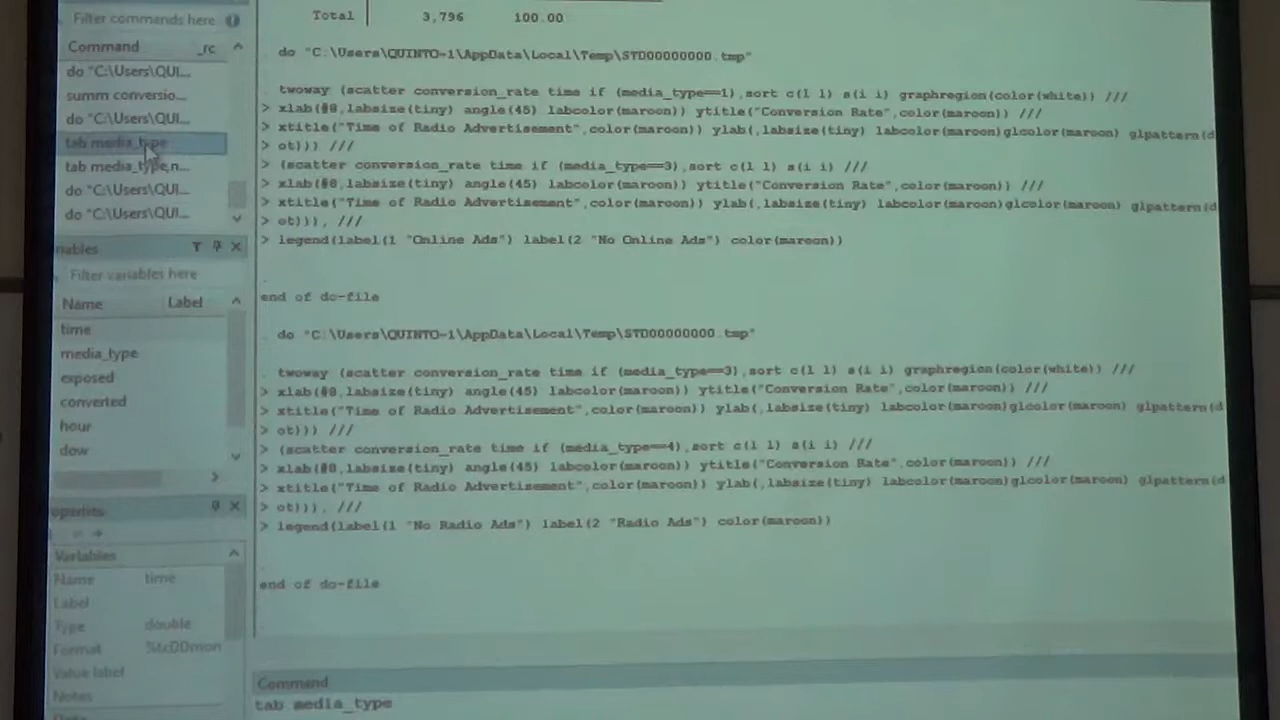 Filter commands here
Command _rc
do "C:\Users\QUI...
summ conversio...
do "C:\Users\QUI...
tab media_type
tab media_type,n...
do "C:\Users\QUI...
do "C:\Users\QUI...
Filter variables here
Name Label
time
media_type
exposed
converted
hour
dow
Variables
Name time
Label
Type double
Format
Value label
Notes
Total 3,796 100.00
do "C:\Users\QUINTO~1\AppData\Local\Temp\STD00000000.tmp"
. twoway (scatter conversion_rate time if (media_type==1),sort c(l l) s(i i) graphregion(color(white)) ///
> xlab(#8,labsize(tiny) angle(45) labcolor(maroon)) ytitle("Conversion Rate",color(maroon)) ///
> xtitle("Time of Radio Advertisement",color(maroon)) ylab(,labsize(tiny) labcolor(maroon)glcolor(maroon) glpattern(d
> ot))) ///
> (scatter conversion_rate time if (media_type==3),sort c(l l) s(i i) ///
> xlab(#8,labsize(tiny) angle(45) labcolor(maroon)) ytitle("Conversion Rate",color(maroon)) ///
> xtitle("Time of Radio Advertisement",color(maroon)) ylab(,labsize(tiny) labcolor(maroon)glcolor(maroon) glpattern(d
> ot))), ///
> legend(label(1 "Online Ads") label(2 "No Online Ads") color(maroon))
end of do-file
. do "C:\Users\QUINTO~1\AppData\Local\Temp\STD00000000.tmp"
. twoway (scatter conversion_rate time if (media_type==3),sort c(l l) s(i i) graphregion(color(white)) ///
> xlab(#8,labsize(tiny) angle(45) labcolor(maroon)) ytitle("Conversion Rate",color(maroon)) ///
> xtitle("Time of Radio Advertisement",color(maroon)) ylab(,labsize(tiny) labcolor(maroon)glcolor(maroon) glpattern(d
> ot))) ///
> (scatter conversion_rate time if (media_type==4),sort c(l l) s(i i) ///
> xlab(#8,labsize(tiny) angle(45) labcolor(maroon)) ytitle("Conversion Rate",color(maroon)) ///
> xtitle("Time of Radio Advertisement",color(maroon)) ylab(,labsize(tiny) labcolor(maroon)glcolor(maroon) glpattern(d
> ot))), ///
> legend(label(1 "No Radio Ads") label(2 "Radio Ads") color(maroon))
end of do-file
Command
tab media_type